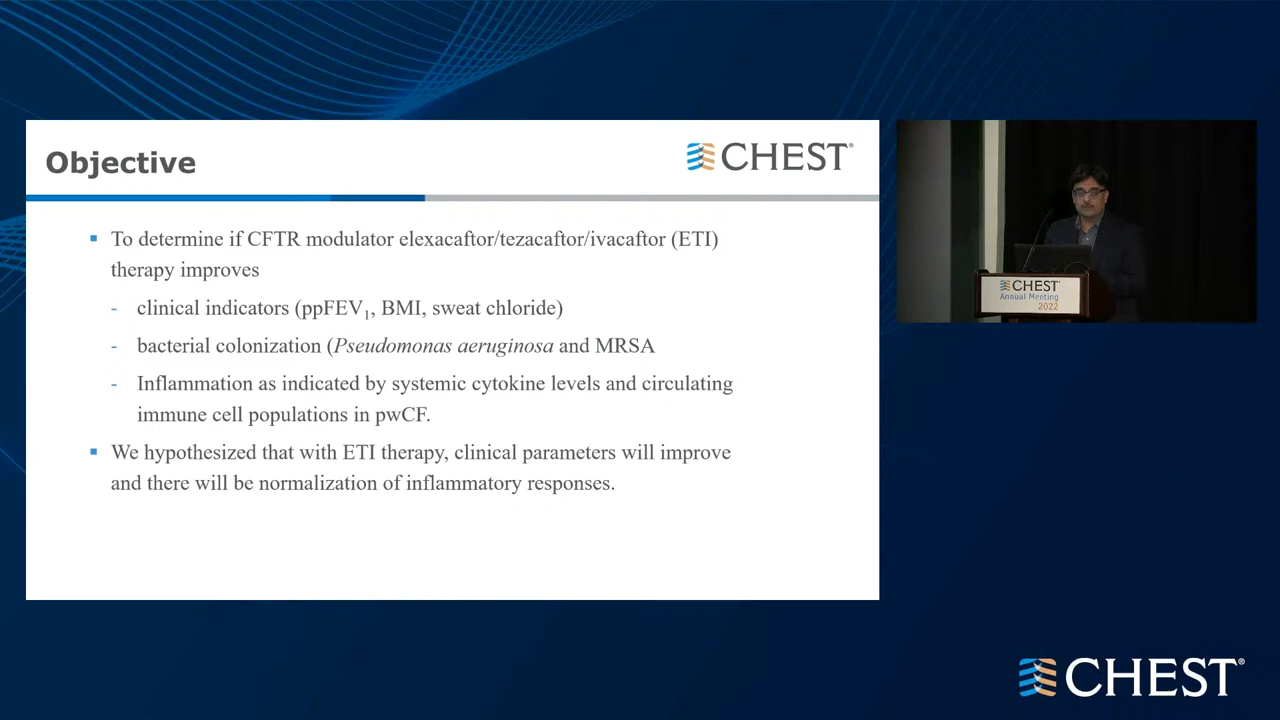 Objective
CHEST®
▪ To determine if CFTR modulator elexacaftor/tezacaftor/ivacaftor (ETI)
therapy improves
- clinical indicators (ppFEV₁, BMI, sweat chloride)
- bacterial colonization (Pseudomonas aeruginosa and MRSA
- Inflammation as indicated by systemic cytokine levels and circulating
immune cell populations in pwCF.
▪ We hypothesized that with ETI therapy, clinical parameters will improve
and there will be normalization of inflammatory responses.
CHEST
Annual Meeting
2022
CHEST®